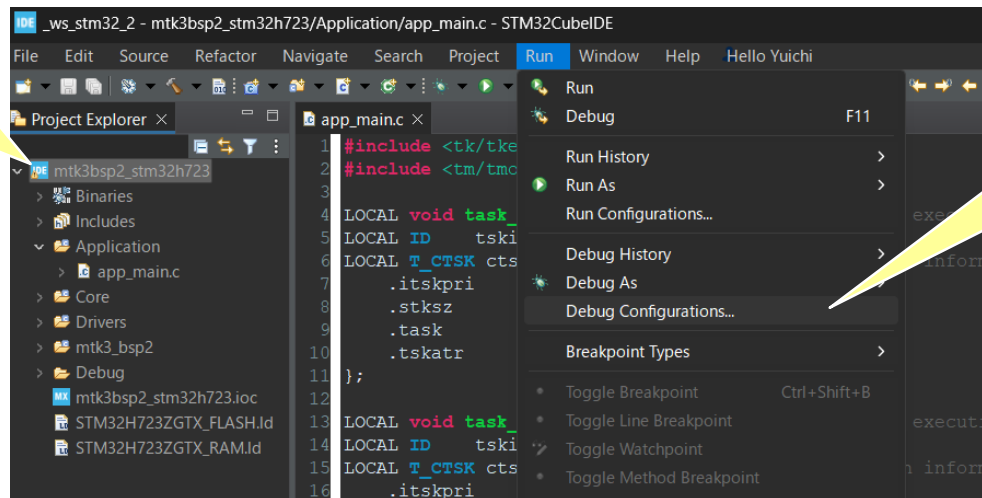 IDE _ws_stm32_2 - mtk3bsp2_stm32h723/Application/app_main.c - STM32CubeIDE
File Edit Source Refactor Navigate Search Project Run Window Help Hello Yuichi
Project Explorer
IDE mtk3bsp2_stm32h723
Binaries
Includes
Application
app_main.c
Core
Drivers
mtk3_bsp2
Debug
MX mtk3bsp2_stm32h723.ioc
STM32H723ZGTX_FLASH.ld
STM32H723ZGTX_RAM.ld
app_main.c
1 #include <tk/tke
2 #include <tm/tmo
3
4 LOCAL void task_
5 LOCAL ID tski
6 LOCAL T_CTSK cts
7 .itskpri
8 .stksz
9 .task
10 .tskatr
11 };
12
13 LOCAL void task_
14 LOCAL ID tski
15 LOCAL T_CTSK cts
16 .itskpri
Run
Debug F11
Run History
Run As
Run Configurations...
Debug History
Debug As
Debug Configurations...
Breakpoint Types
Toggle Breakpoint Ctrl+Shift+B
Toggle Line Breakpoint
Toggle Watchpoint
Toggle Method Breakpoint
executi
inform